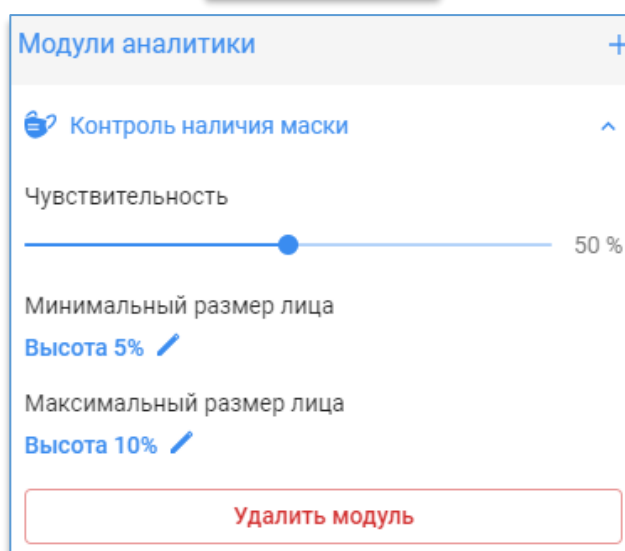 Модули аналитики +
Контроль наличия маски
Чувствительность
50 %
Минимальный размер лица
Высота 5%
Максимальный размер лица
Высота 10%
Удалить модуль